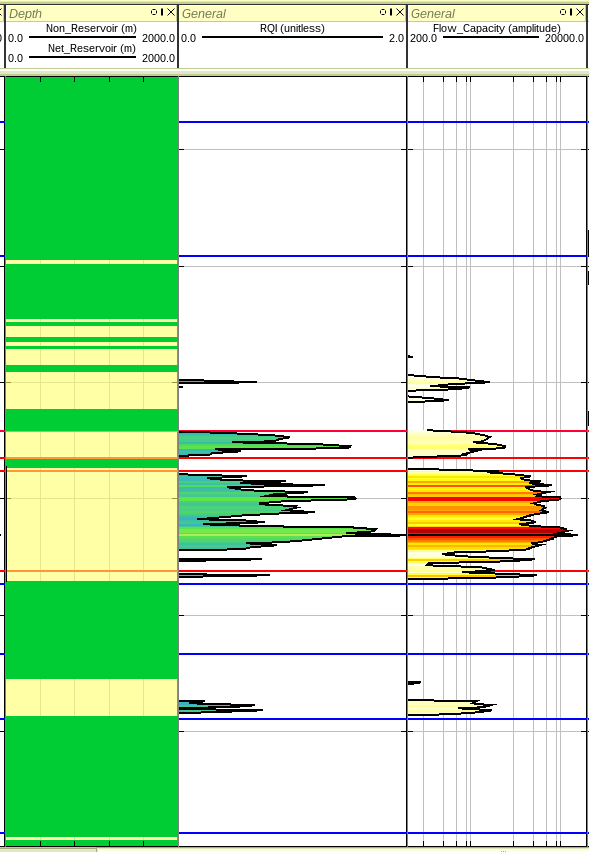 Depth General General
Non_Reservoir (m) RQI (unitless) Flow_Capacity (amplitude)
0.0 2000.0 0.0 2.0 200.0 20000.0
Net_Reservoir (m)
0.0 2000.0